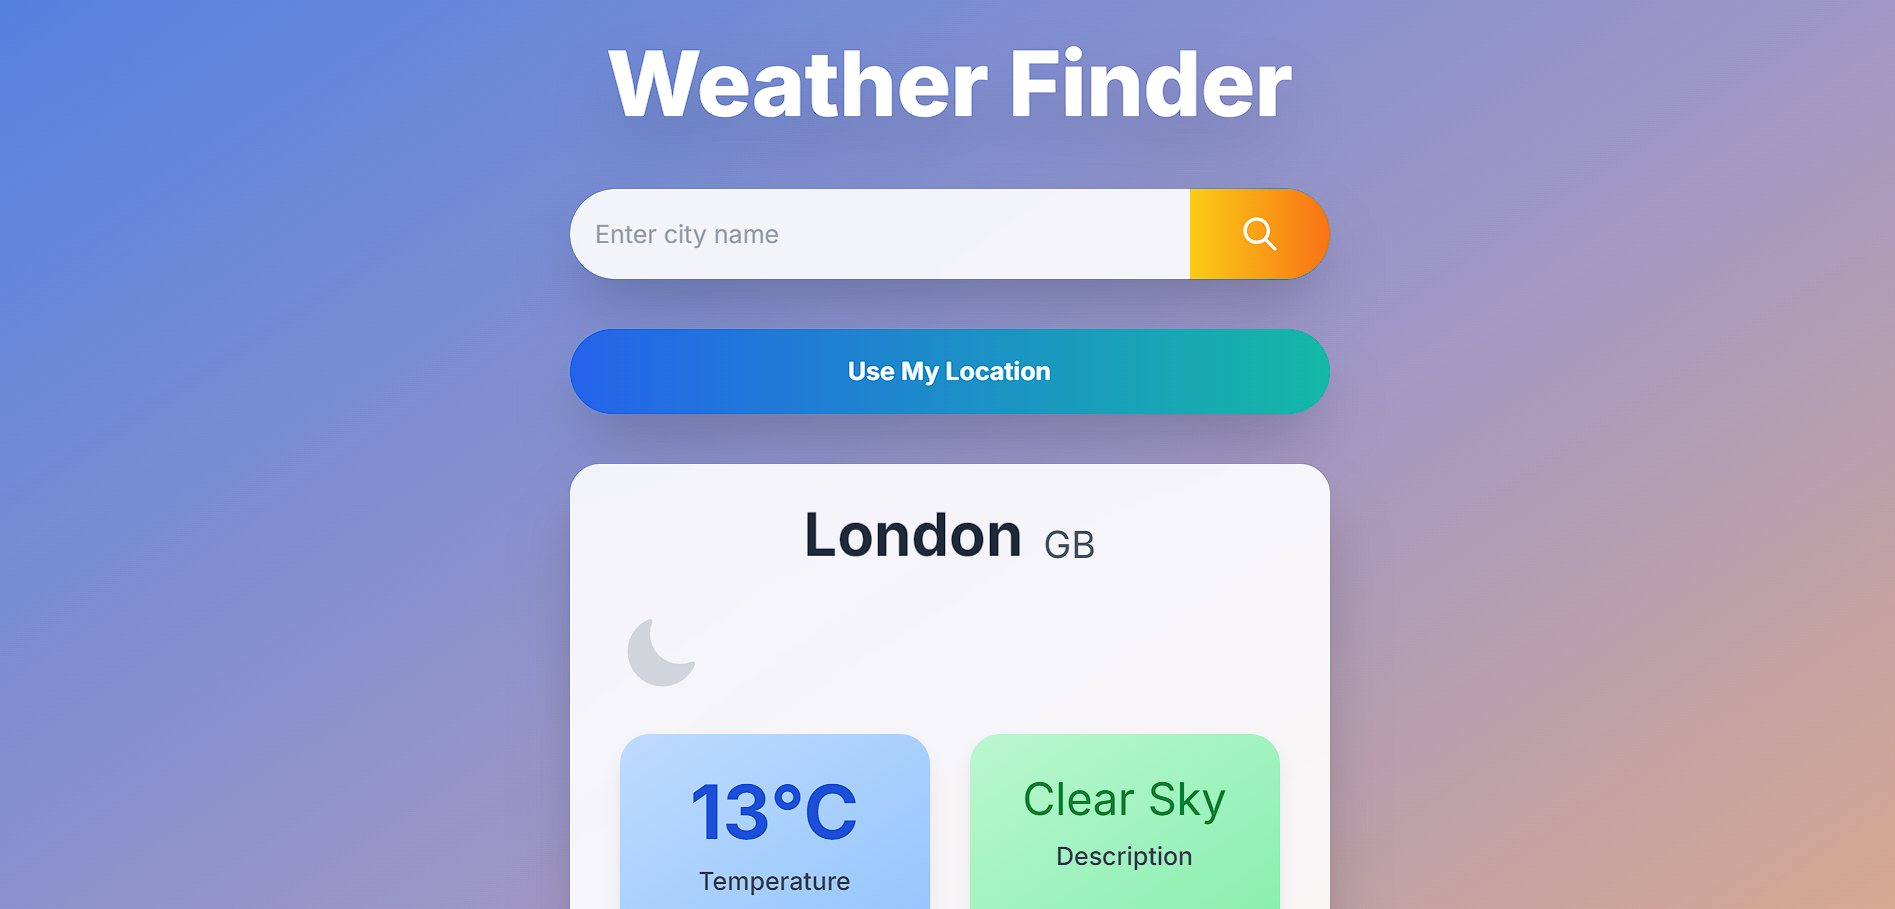 Weather Finder
Enter city name
Use My Location
London GB
13°C
Temperature
Clear Sky
Description